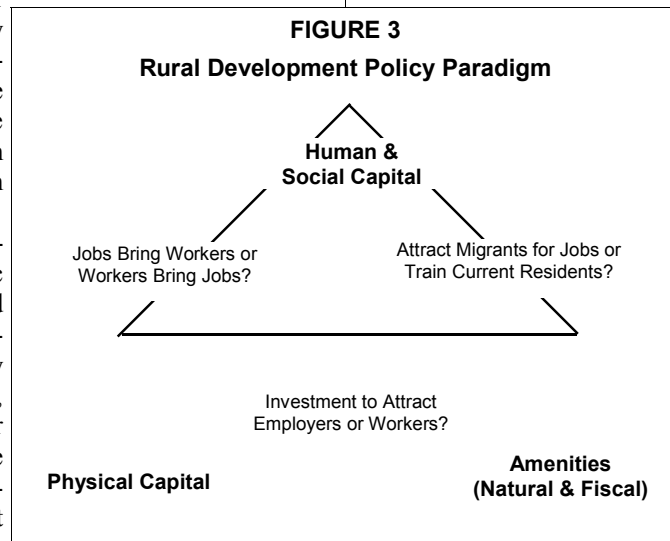 FIGURE 3
Rural Development Policy Paradigm
Human &
Social Capital
Jobs Bring Workers or
Workers Bring Jobs?
Attract Migrants for Jobs or
Train Current Residents?
Investment to Attract
Employers or Workers?
Physical Capital
Amenities
(Natural & Fiscal)